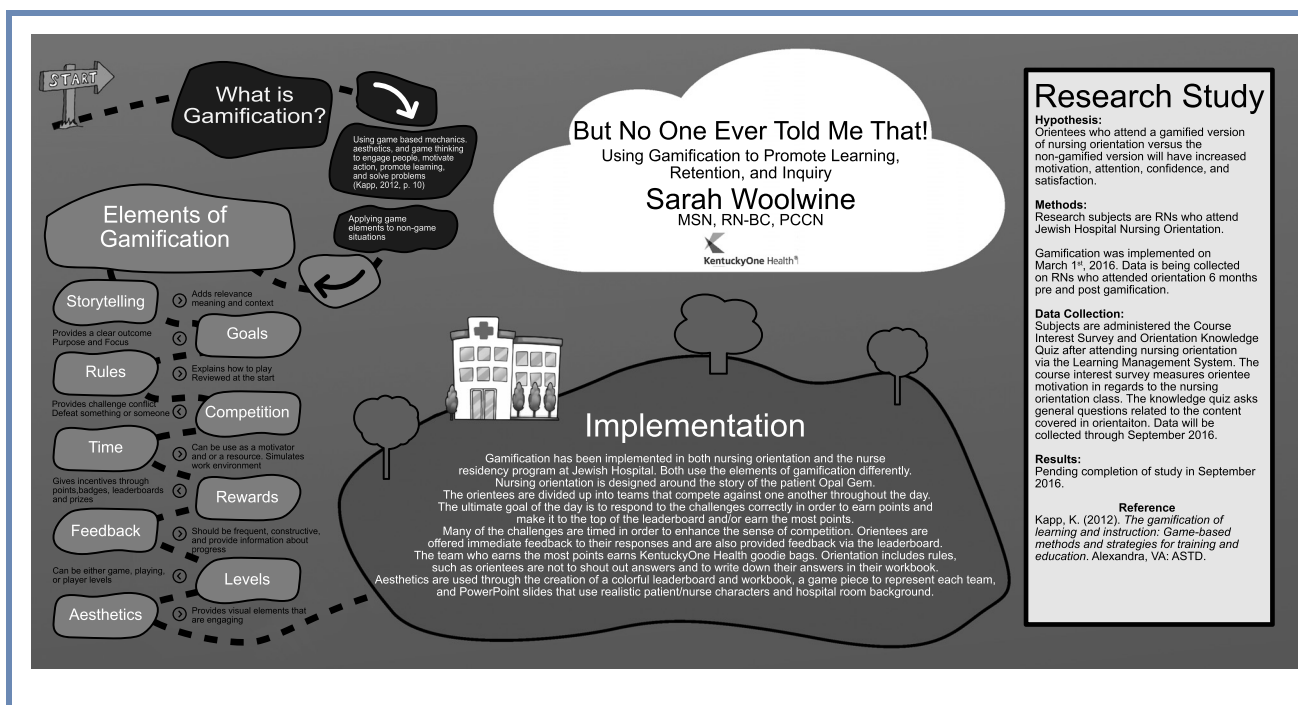 START
What is
Gamification?
Using game based mechanics.
aesthetics, and game thinking
to engage people, motivate
action, promote learning,
and solve problems
(Kapp, 2012, p. 10)
Applying game
elements to non-game
situations
Elements of
Gamification
Storytelling
Adds relevance
meaning and context
Goals
Provides a clear outcome
Purpose and Focus
Rules
Explains how to play
Reviewed at the start
Competition
Provides challenge conflict
Defeat something or someone
Time
Can be use as a motivator
and or a resource. Simulates
work environment
Rewards
Gives incentives through
points,badges, leaderboards
and prizes
Feedback
Should be frequent, constructive,
and provide information about
progress
Levels
Can be either game, playing,
or player levels
Aesthetics
Provides visual elements that
are engaging
But No One Ever Told Me That!
Using Gamification to Promote Learning,
Retention, and Inquiry
Sarah Woolwine
MSN, RN-BC, PCCN
KentuckyOne Health
Implementation
Gamification has been implemented in both nursing orientation and the nurse
residency program at Jewish Hospital. Both use the elements of gamification differently.
Nursing orientation is designed around the story of the patient Opal Gem.
The orientees are divided up into teams that compete against one another throughout the day.
The ultimate goal of the day is to respond to the challenges correctly in order to earn points and
make it to the top of the leaderboard and/or earn the most points.
Many of the challenges are timed in order to enhance the sense of competition. Orientees are
offered immediate feedback to their responses and are also provided feedback via the leaderboard.
The team who earns the most points earns KentuckyOne Health goodie bags. Orientation includes rules,
such as orientees are not to shout out answers and to write down their answers in their workbook.
Aesthetics are used through the creation of a colorful leaderboard and workbook, a game piece to represent each team,
and PowerPoint slides that use realistic patient/nurse characters and hospital room background.
Research Study
Hypothesis:
Orientees who attend a gamified version
of nursing orientation versus the
non-gamified version will have increased
motivation, attention, confidence, and
satisfaction.
Methods:
Research subjects are RNs who attend
Jewish Hospital Nursing Orientation.
Gamification was implemented on
March 1st, 2016. Data is being collected
on RNs who attended orientation 6 months
pre and post gamification.
Data Collection:
Subjects are administered the Course
Interest Survey and Orientation Knowledge
Quiz after attending nursing orientation
via the Learning Management System. The
course interest survey measures orientee
motivation in regards to the nursing
orientation class. The knowledge quiz asks
general questions related to the content
covered in orientaiton. Data will be
collected through September 2016.
Results:
Pending completion of study in September
2016.
Reference
Kapp, K. (2012). The gamification of
learning and instruction: Game-based
methods and strategies for training and
education. Alexandra, VA: ASTD.